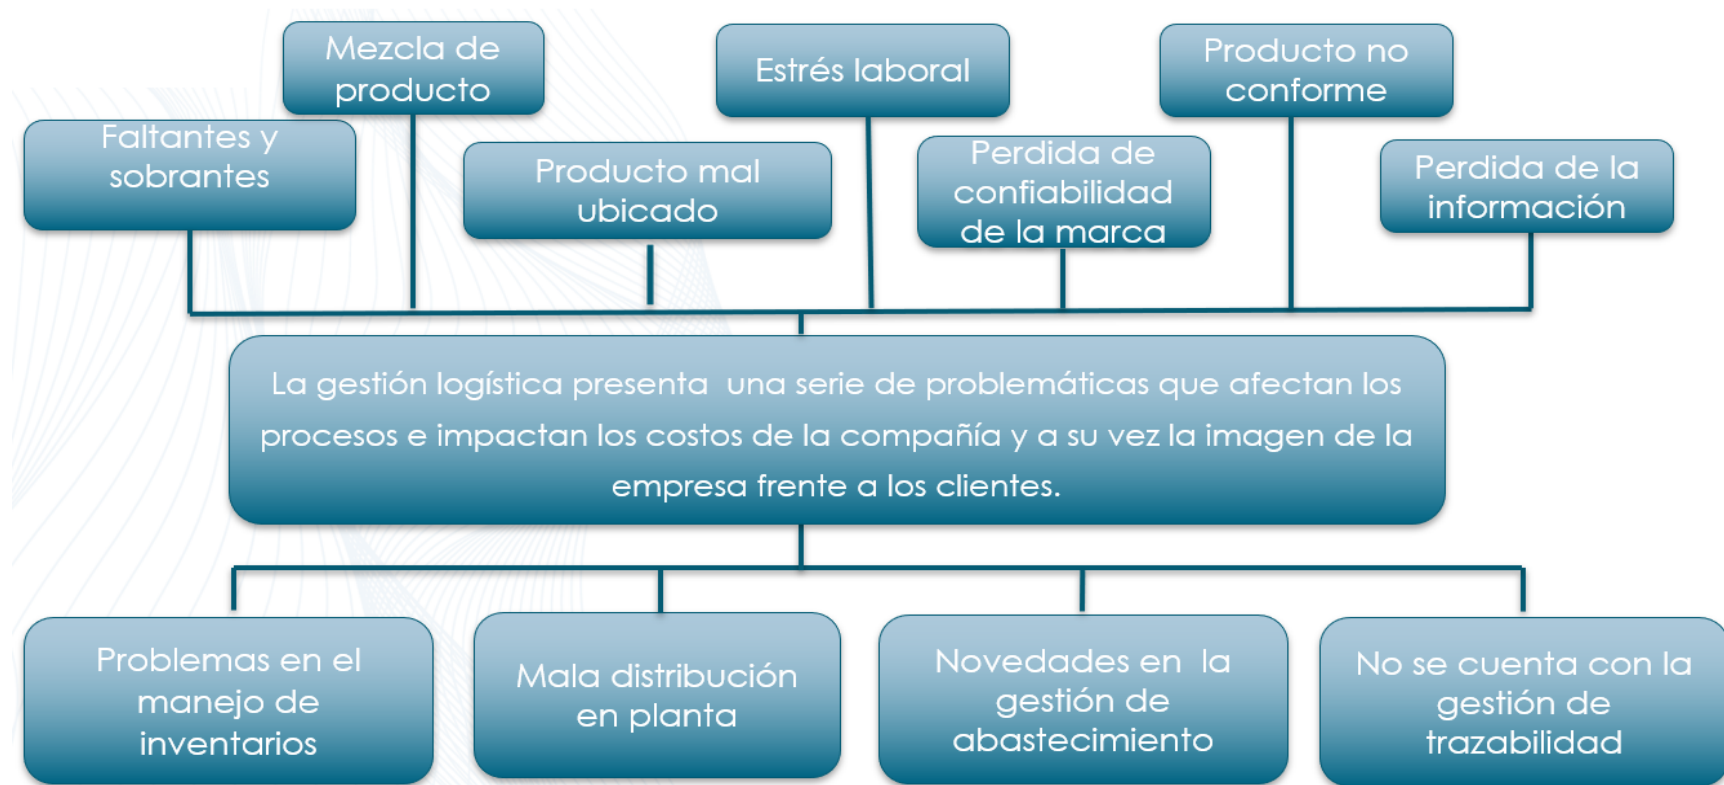 Mezcla de
producto
Estrés laboral
Producto no
conforme
Faltantes y
sobrantes
Producto mal
ubicado
Perdida de
confiabilidad
de la marca
Perdida de la
información
La gestión logística presenta  una serie de problemáticas que afectan los
procesos e impactan los costos de la compañía y a su vez la imagen de la
empresa frente a los clientes.
Problemas en el
manejo de
inventarios
Mala distribución
en planta
Novedades en  la
gestión de
abastecimiento
No se cuenta con la
gestión de
trazabilidad